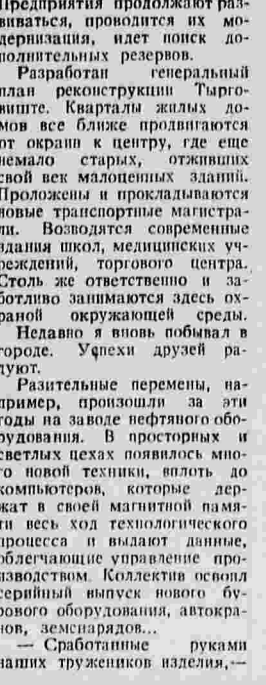 Предприятия продолжают раз-
виваться, проводится их мо-
дернизация, идет поиск до-
полнительных резервов.
Разработан генеральный
план реконструкции Тырго-
виште. Кварталы жилых до-
мов все ближе продвигаются
от окраин к центру, где еще
немало старых, отживших
свой век малоценных зданий.
Проложены и прокладываются
новые транспортные магистра-
ли. Возводятся современные
здания школ, медицинских уч-
реждений, торгового центра.
Столь же ответственно и за-
ботливо занимаются здесь ох-
раной окружающей среды.
Недавно я вновь побывал в
городе. Успехи друзей ра-
дуют.
Разительные перемены, на-
пример, произошли за эти
годы на заводе нефтяного обо-
рудования. В просторных и
светлых цехах появилось мно-
го новой техники, вплоть до
компьютеров, которые дер-
жат в своей магнитной памя-
ти весь ход технологического
процесса и выдают данные,
облегчающие управление про-
изводством. Коллектив освоил
серийный выпуск нового бу-
рового оборудования, автокра-
нов, земснарядов...
— Сработанные руками
наших тружеников изделия,—